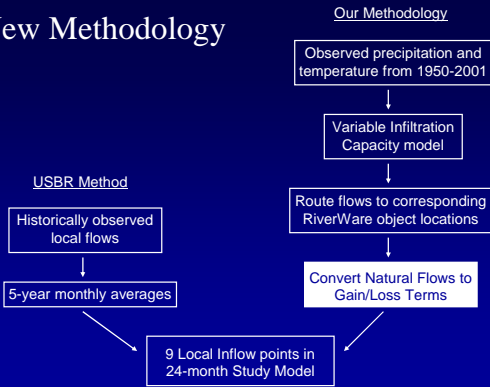 New Methodology
Our Methodology
Observed precipitation and
temperature from 1950-2001
Variable Infiltration
Capacity model
Route flows to corresponding
RiverWare object locations
Convert Natural Flows to
Gain/Loss Terms
USBR Method
Historically observed
local flows
5-year monthly averages
9 Local Inflow points in
24-month Study Model